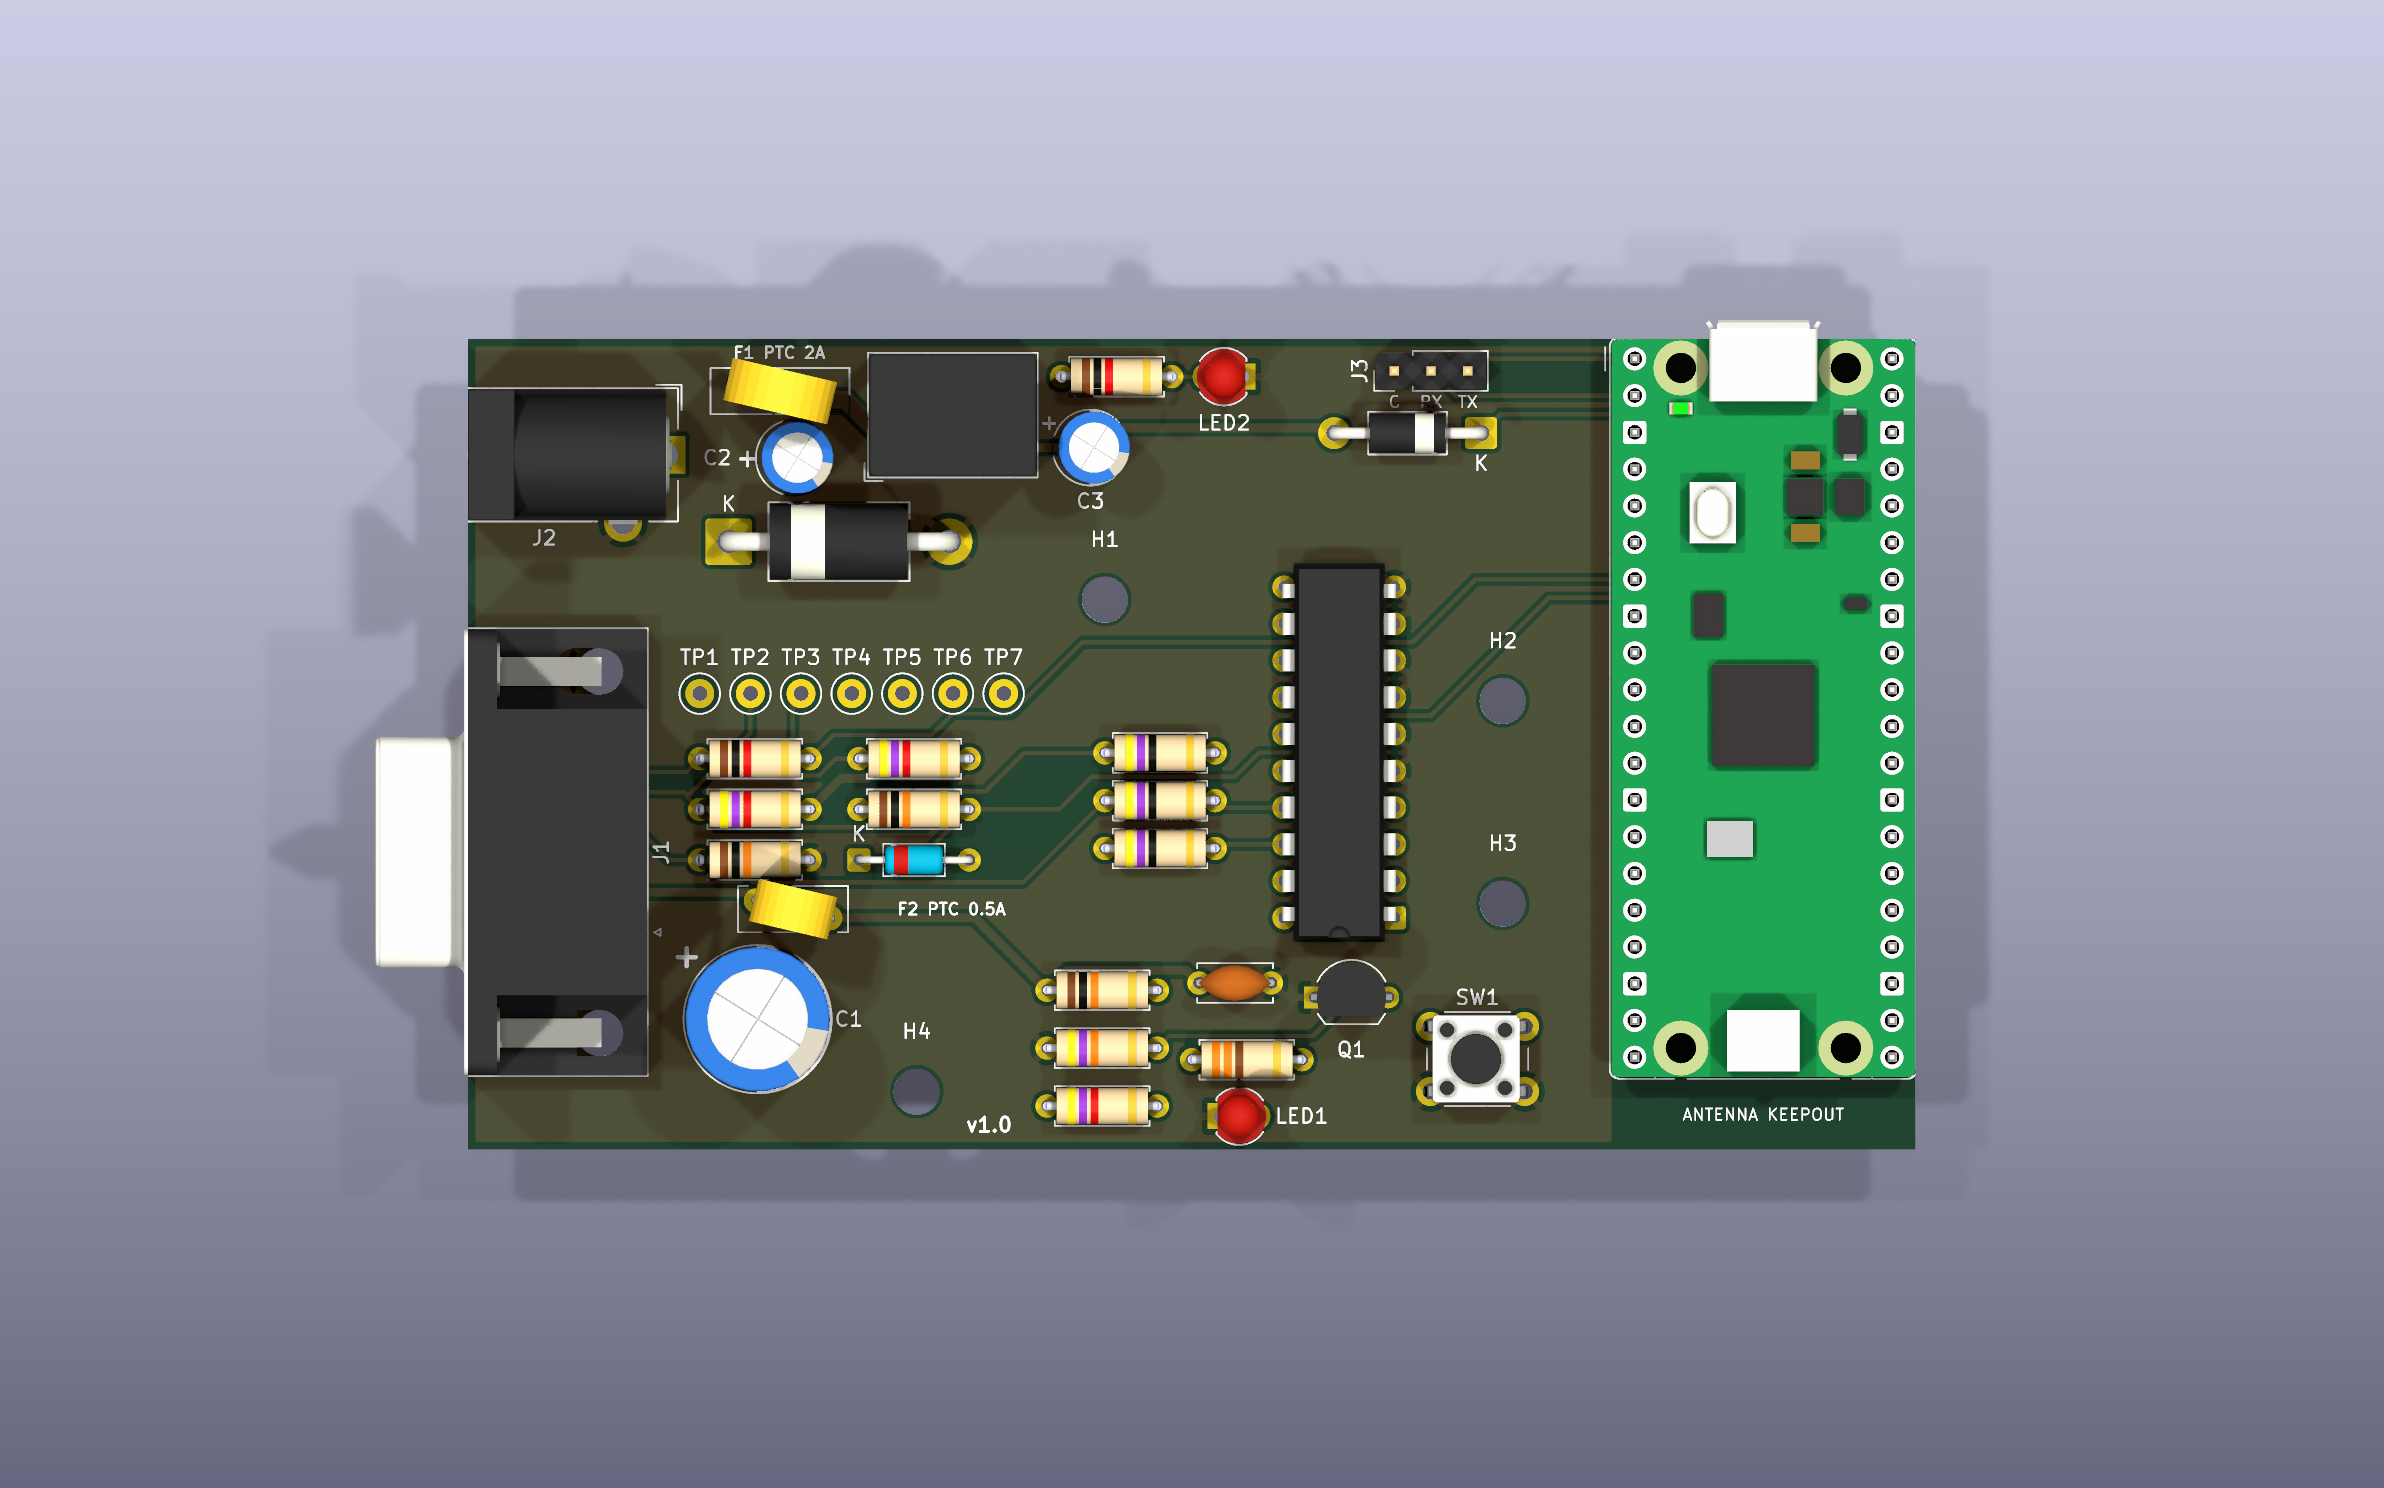 F1 PTC 2A
J3
G RX TX
LED2
C2 +
+
K
K
C3
J2
H1
H2
TP1 TP2 TP3 TP4 TP5 TP6 TP7
K
J1
H3
F2 PTC 0.5A
+
C1
SW1
H4
Q1
LED1
v1.0
ANTENNA KEEPOUT